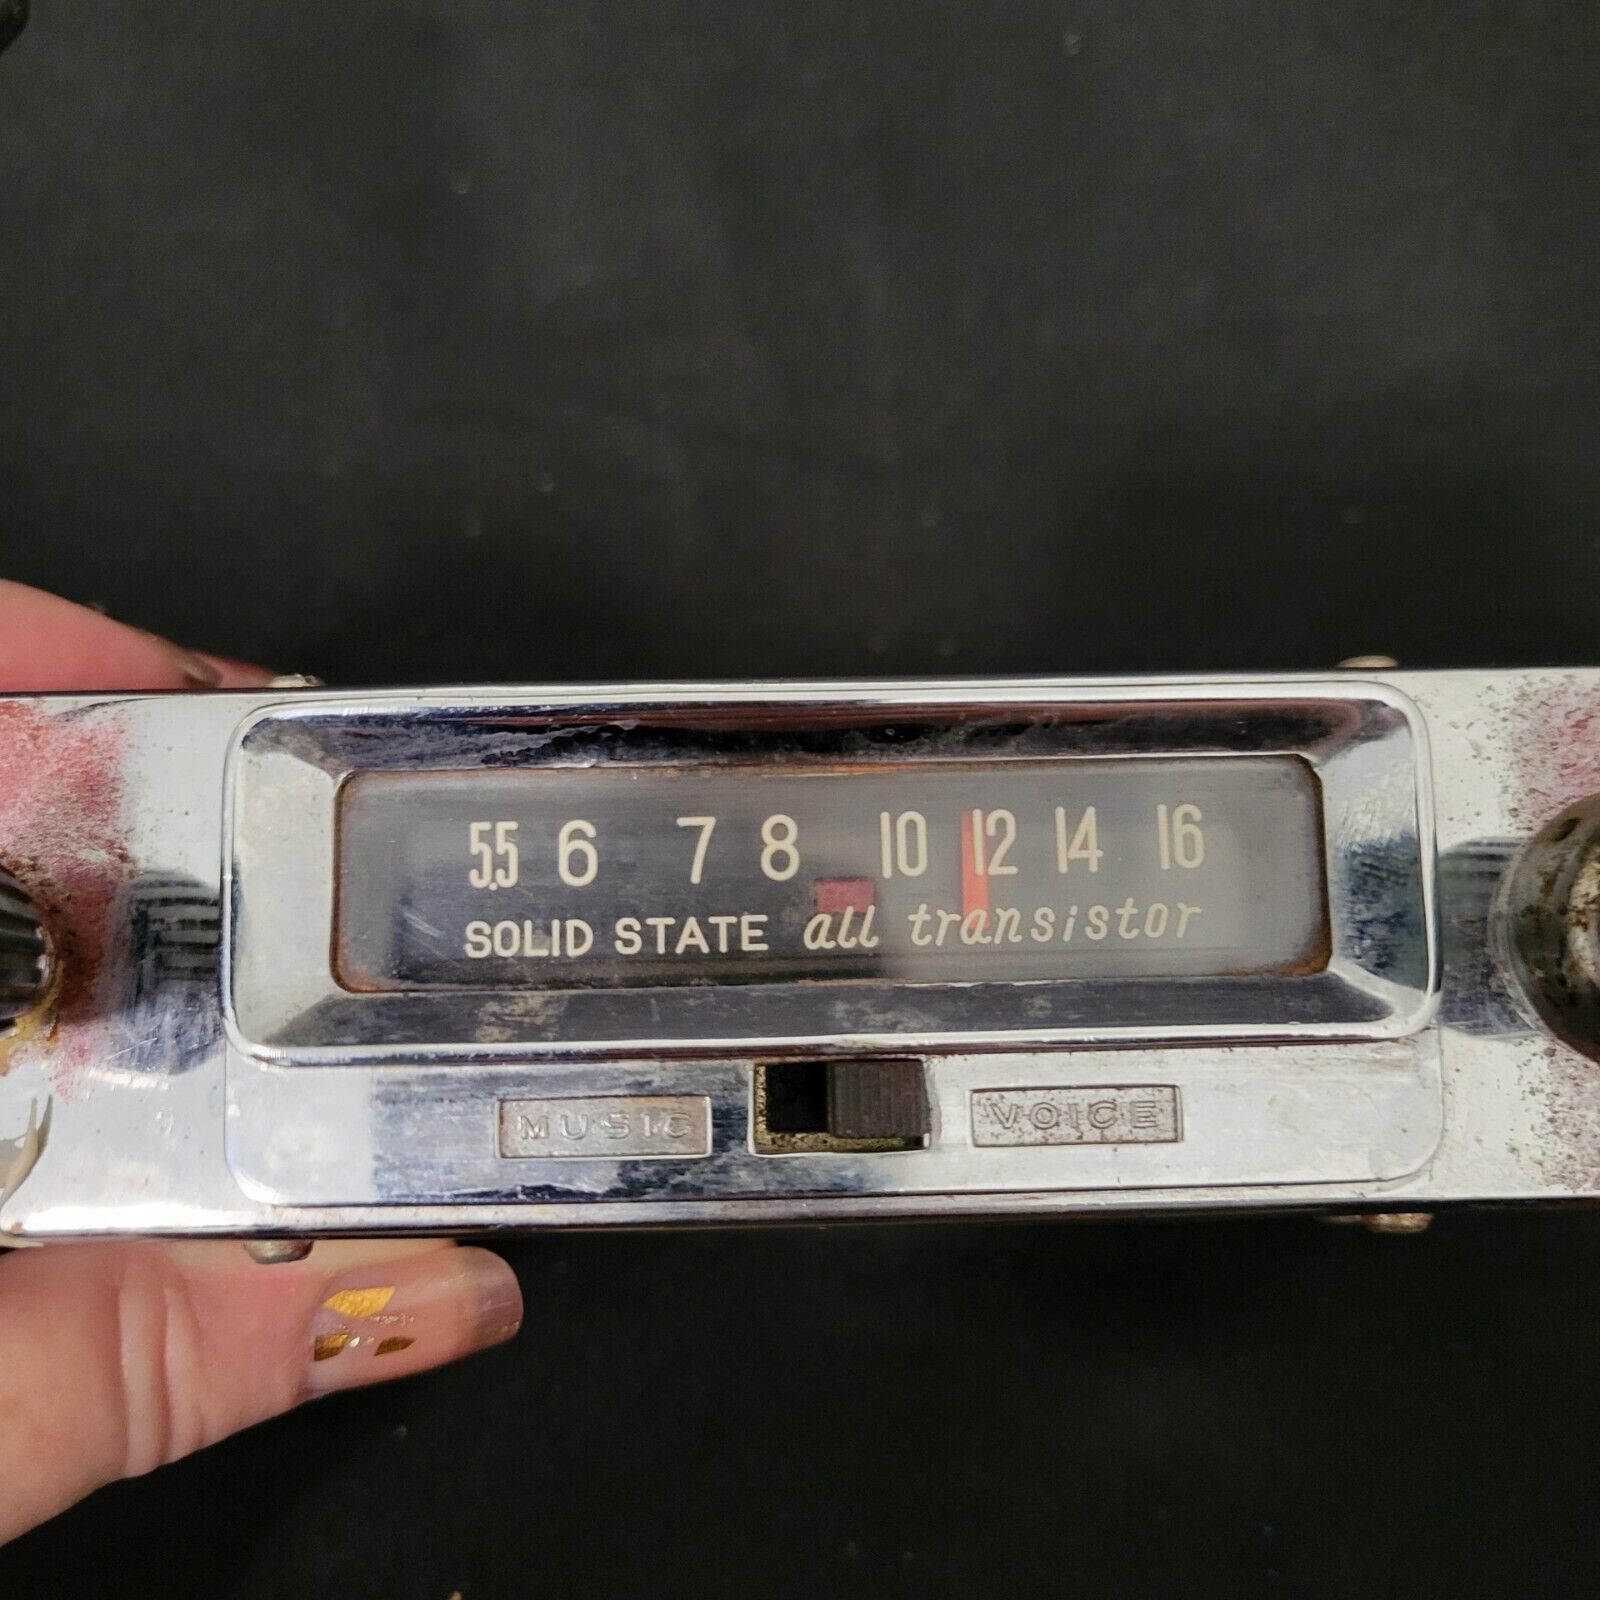 5.5 6 7 8 10 12 14 16
SOLID STATE all transistor
MUSIC VOICE